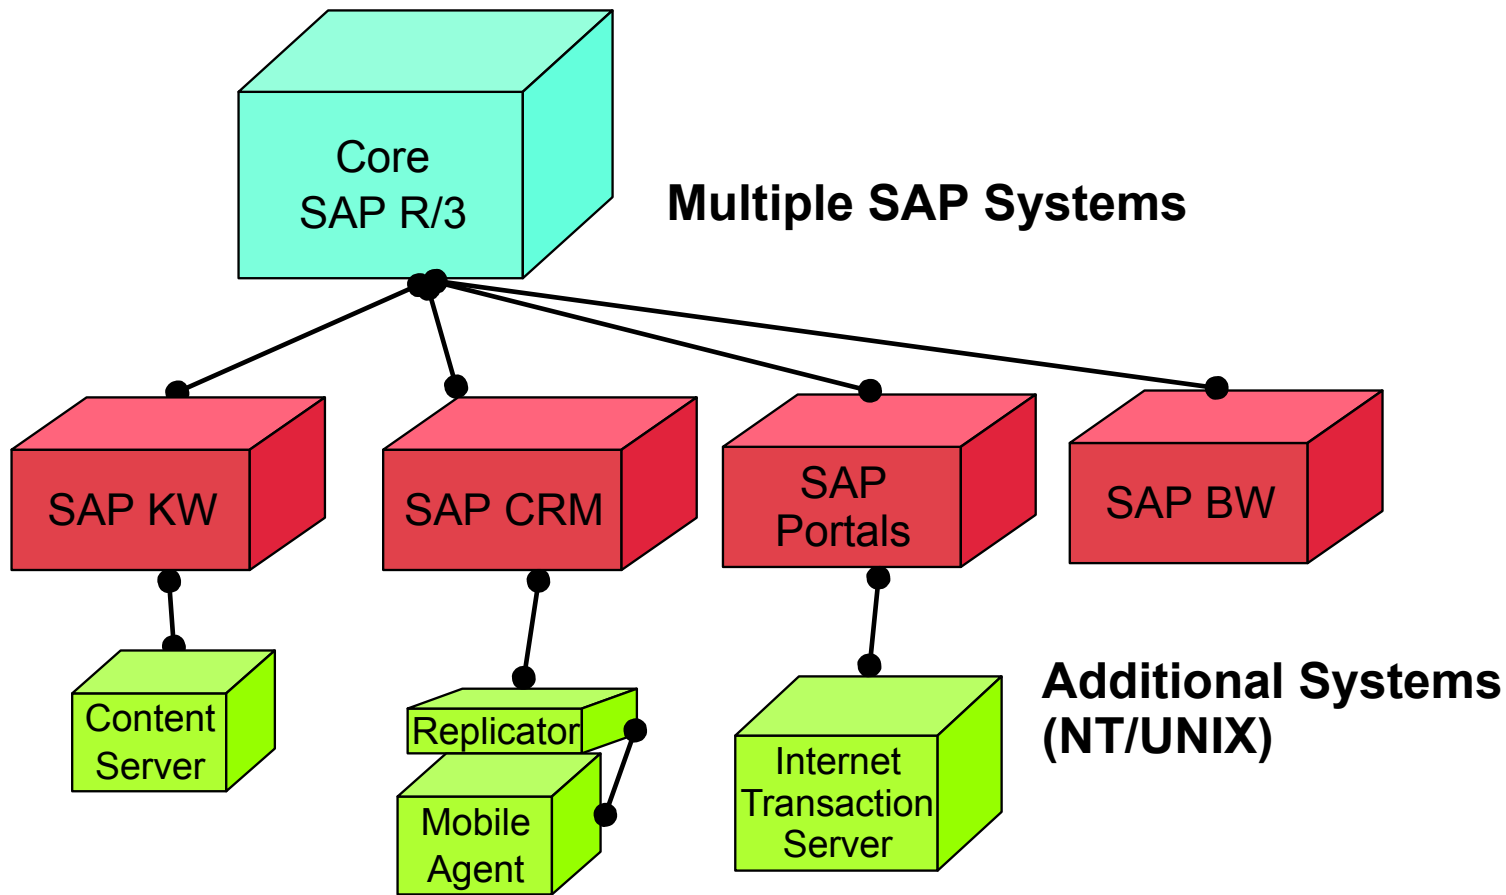 Core
SAP R/3
Multiple SAP Systems
SAP KW
SAP CRM
SAP
Portals
SAP BW
Content
Server
Replicator
Mobile
Agent
Internet
Transaction
Server
Additional Systems
(NT/UNIX)